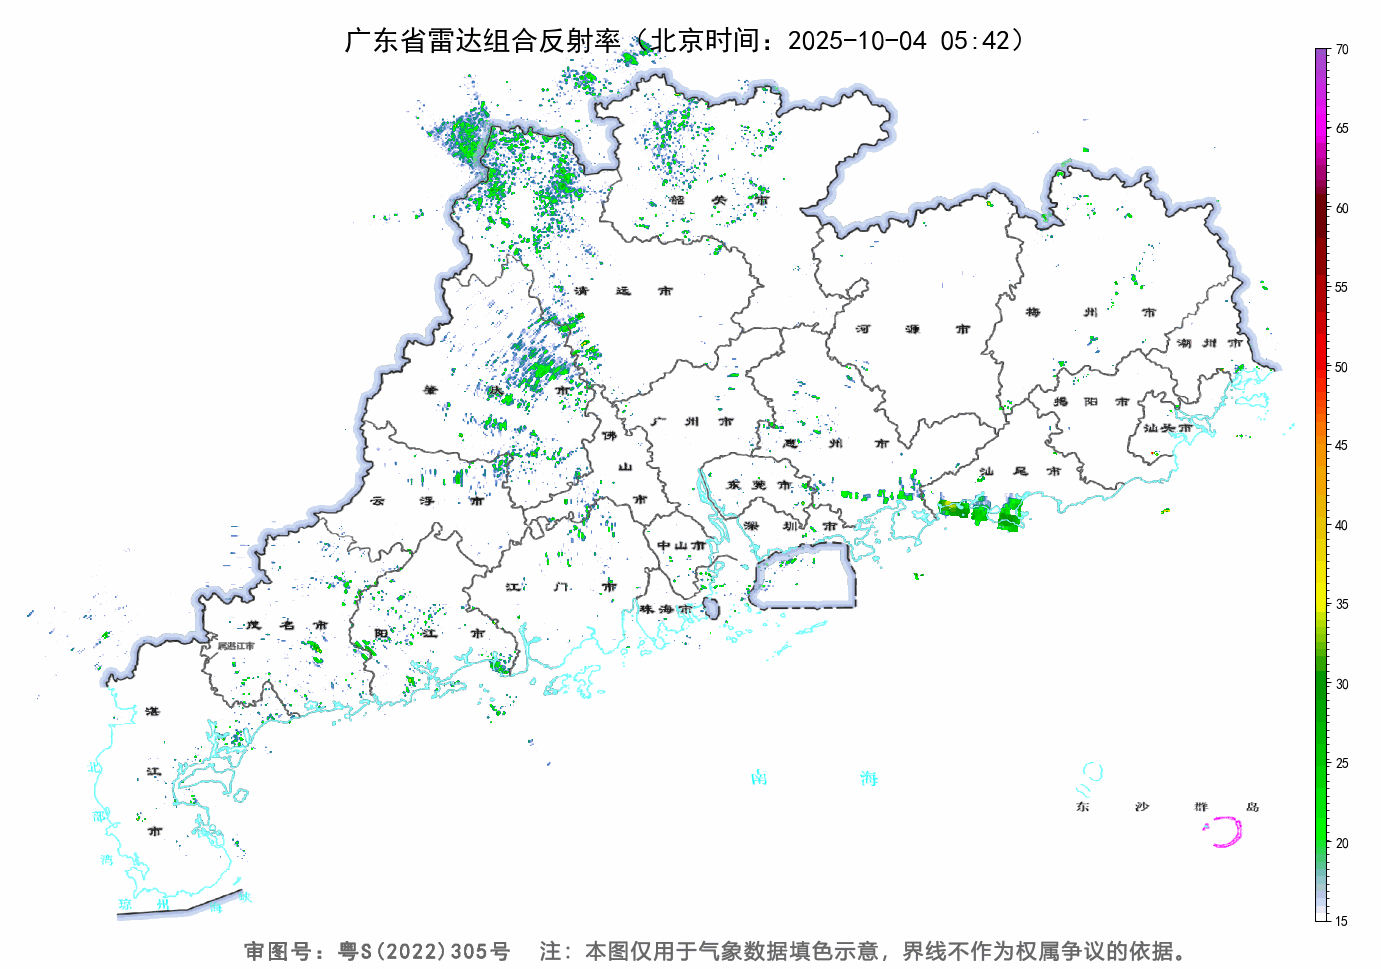 广东省雷达组合反射率（北京时间：2025-10-04 05:42）
70
65
60
55
50
45
40
35
30
25
20
15
韶关市
清远市
河源市
梅州市
潮州市
肇庆市
广州市
惠州市
揭阳市
汕头市
佛山市
东莞市
汕尾市
云浮市
深圳市
中山市
江门市
珠海市
茂名市
阳江市
属湛江市
湛江市
北部湾
南海
东沙群岛
琼州海峡
审图号：粤S(2022)305号 注：本图仅用于气象数据填色示意，界线不作为权属争议的依据。